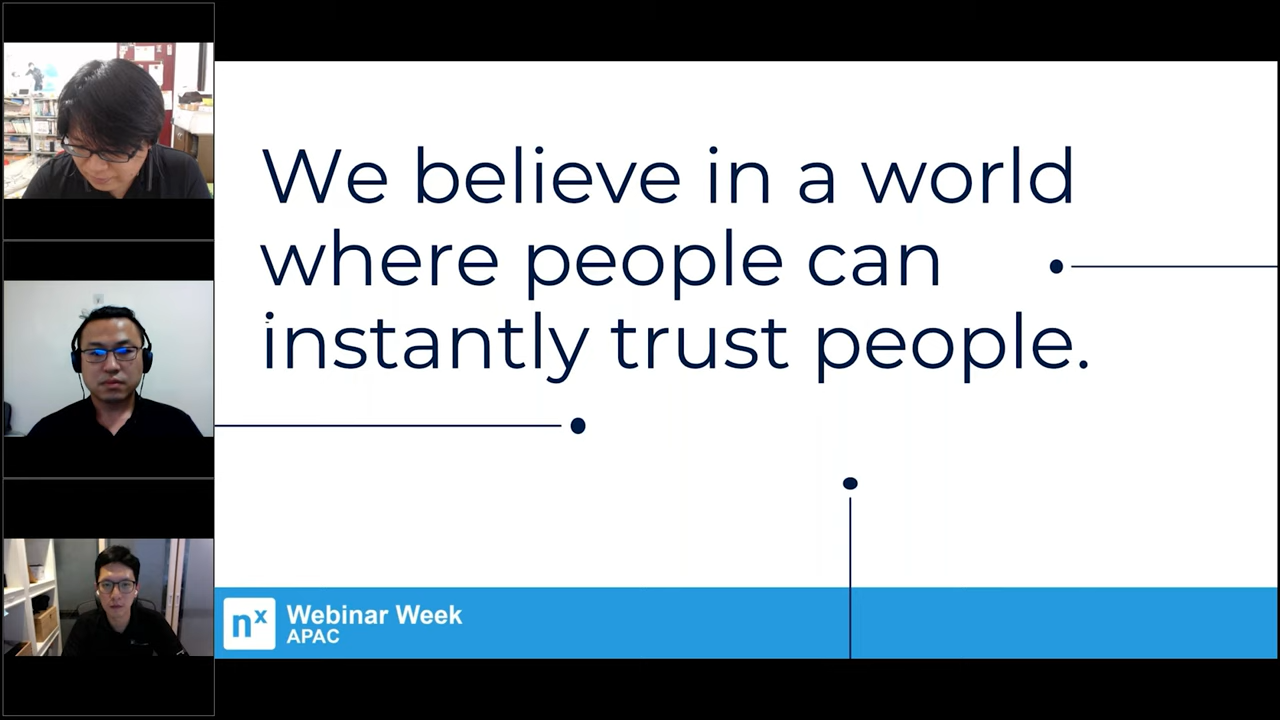 We believe in a world
where people can
instantly trust people.
nx Webinar Week
APAC